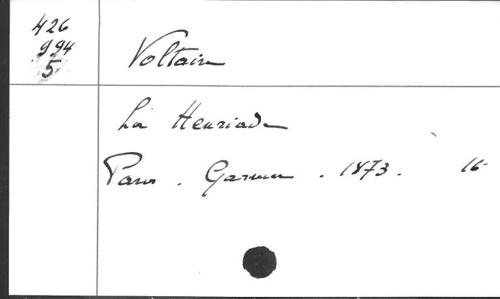 426
994
5
Voltaire
La Henriade
Paris . Garnier . 1873 . 16